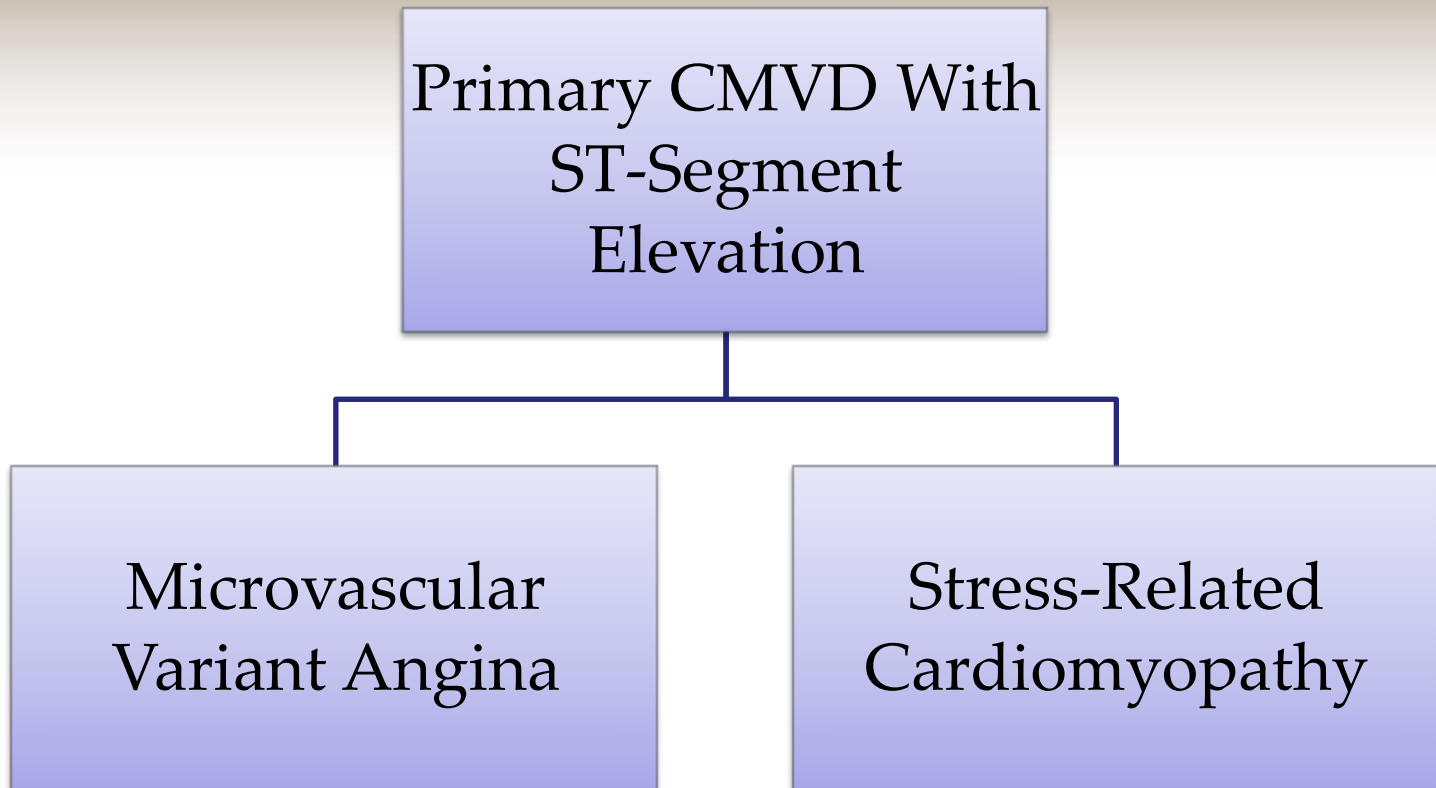 Primary CMVD With
ST-Segment
Elevation
Microvascular
Variant Angina
Stress-Related
Cardiomyopathy